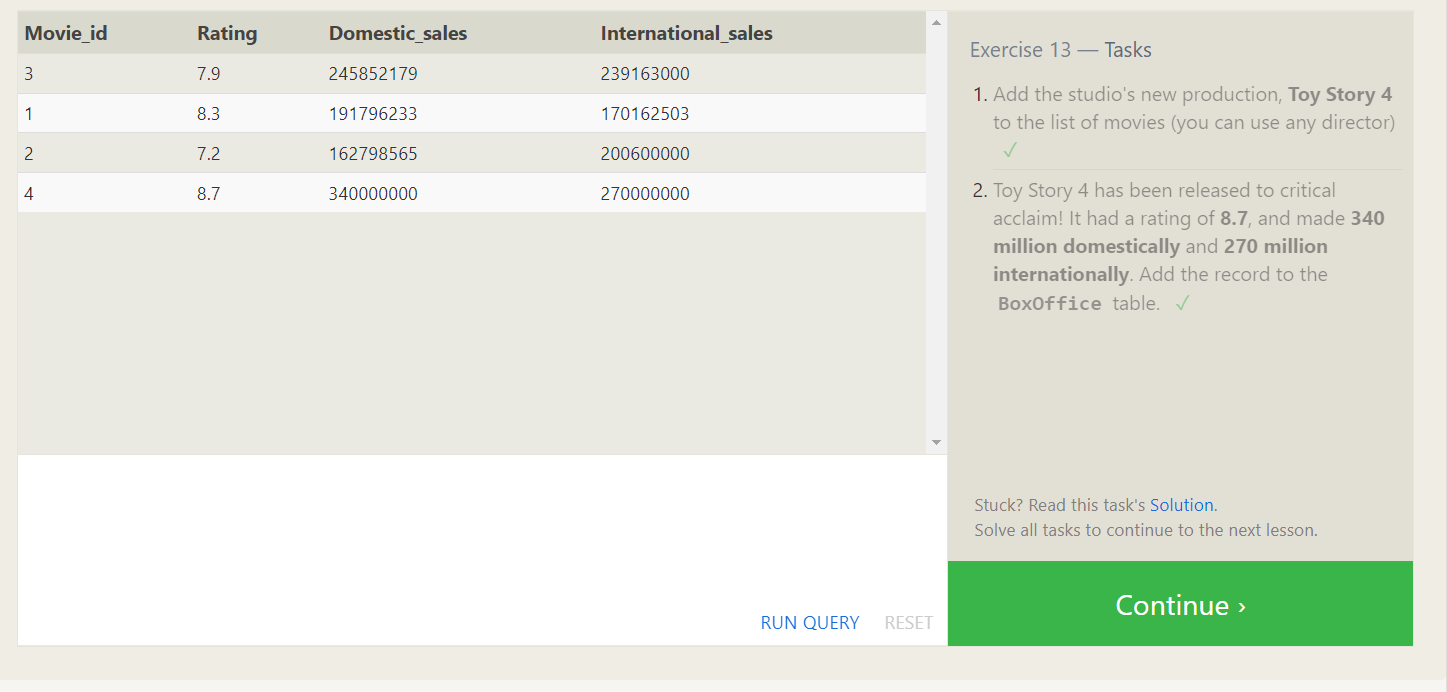 Movie_id Rating Domestic_sales International_sales
3 7.9 245852179 239163000
1 8.3 191796233 170162503
2 7.2 162798565 200600000
4 8.7 340000000 270000000
RUN QUERY RESET
Exercise 13 — Tasks
1. Add the studio's new production, Toy Story 4
to the list of movies (you can use any director)
✓
2. Toy Story 4 has been released to critical
acclaim! It had a rating of 8.7, and made 340
million domestically and 270 million
internationally. Add the record to the
BoxOffice table. ✓
Stuck? Read this task's Solution.
Solve all tasks to continue to the next lesson.
Continue ›